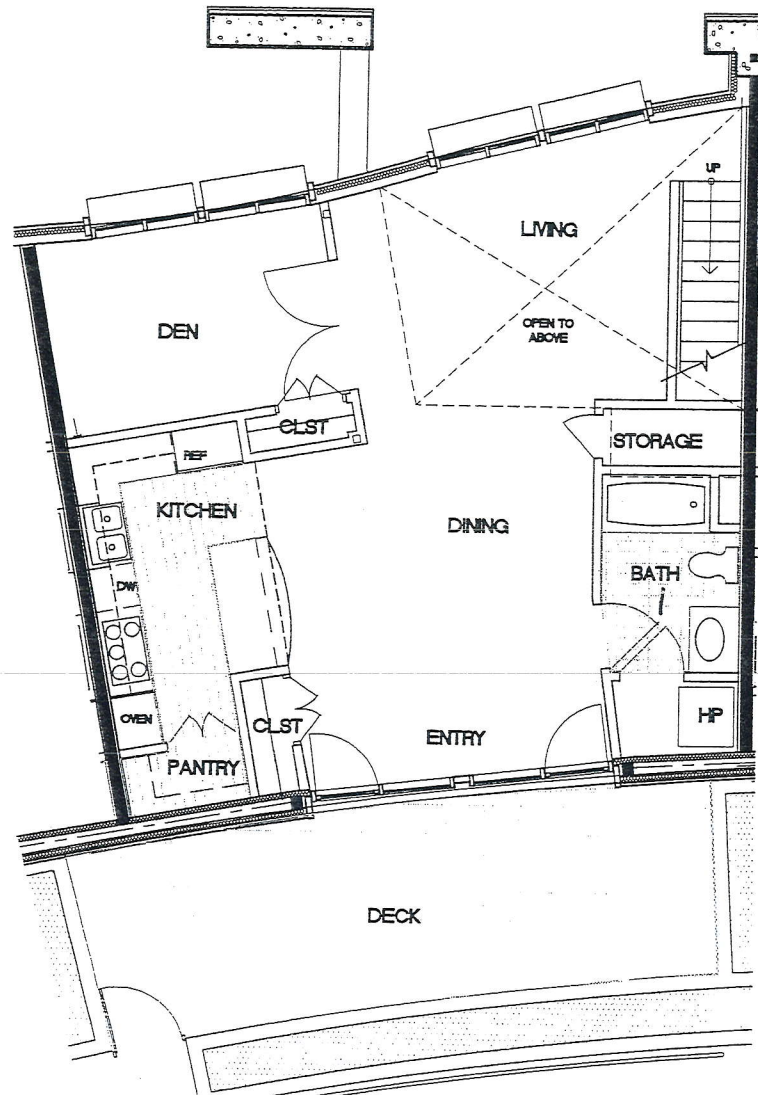 UP
LIVING
DEN
OPEN TO
ABOVE
CLST
STORAGE
REF
KITCHEN
DINING
BATH
DW
OVEN
CLST
ENTRY
HP
PANTRY
DECK